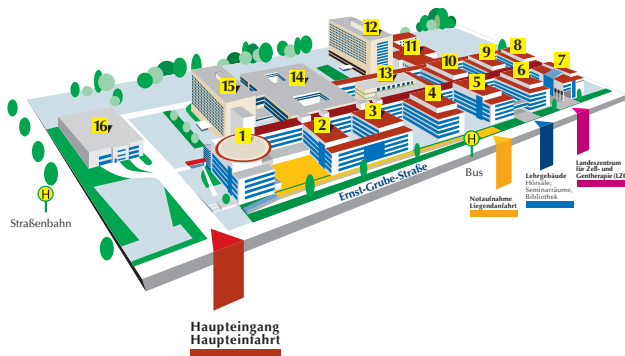 12
11
10
9
8
7
13
14
15
6
5
4
3
2
1
16
H
Straßenbahn
H
Bus
Ernst-Grube-Straße
Notaufnahme
Liegendanfahrt
Lehrgebäude
Hörsäle,
Seminarräume,
Bibliothek
Landeszentrum
für Zell- und
Gentherapie (LZG
Haupteingang
Haupteinfahrt